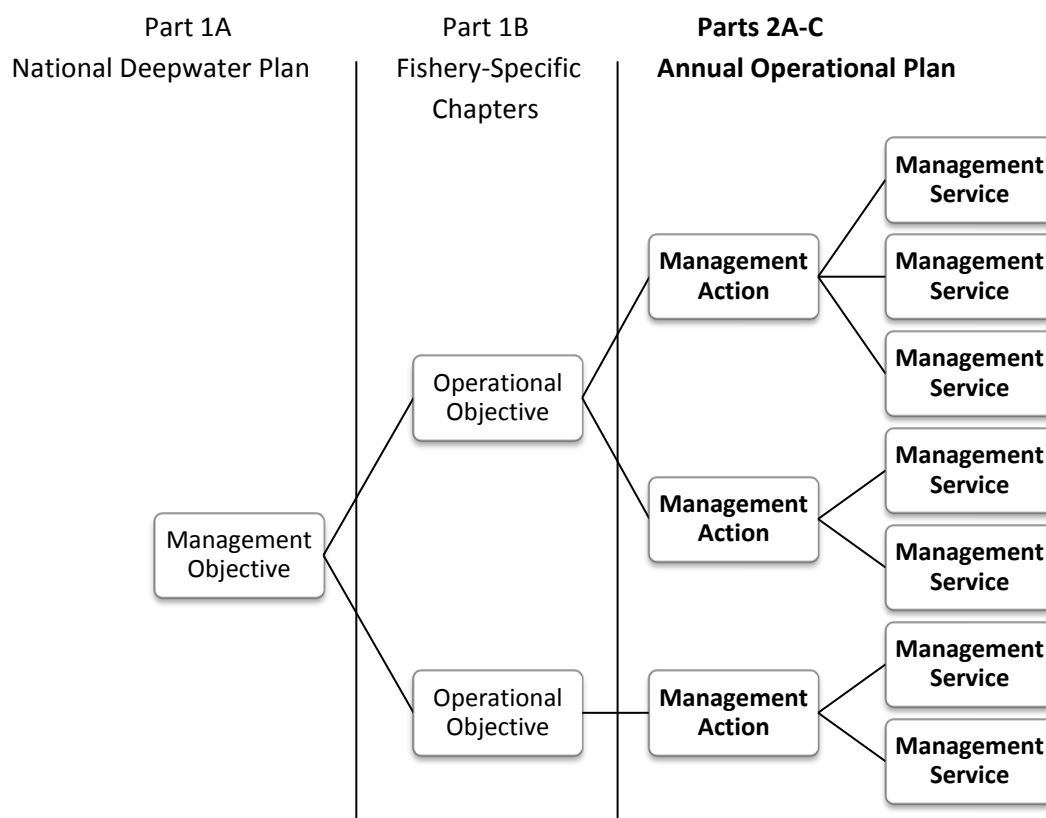 Part 1A
National Deepwater Plan
Part 1B
Fishery-Specific
Chapters
Parts 2A-C
Annual Operational Plan
Management
Objective
Operational
Objective
Operational
Objective
Management
Action
Management
Action
Management
Action
Management
Service
Management
Service
Management
Service
Management
Service
Management
Service
Management
Service
Management
Service